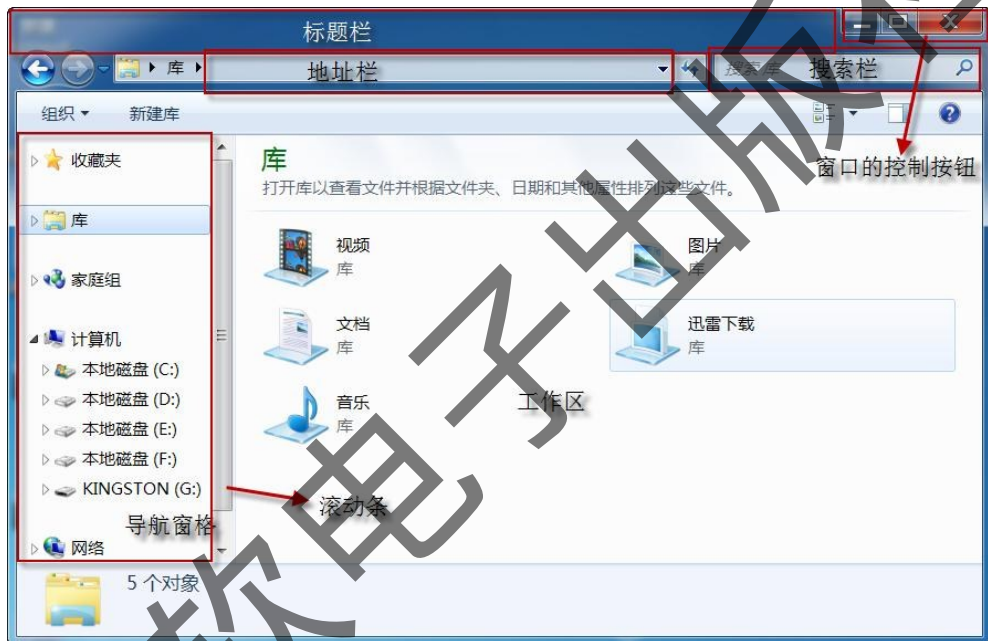 标题栏
库
地址栏
搜索库 搜索栏
组织 新建库
收藏夹
库
家庭组
计算机
本地磁盘 (C:)
本地磁盘 (D:)
本地磁盘 (E:)
本地磁盘 (F:)
KINGSTON (G:)
导航窗格
网络
库
打开库以查看文件并根据文件夹、日期和其他属性排列这些文件。
窗口的控制按钮
视频
库
图片
库
文档
库
迅雷下载
库
音乐
库
工作区
滚动条
5 个对象
软电子出版